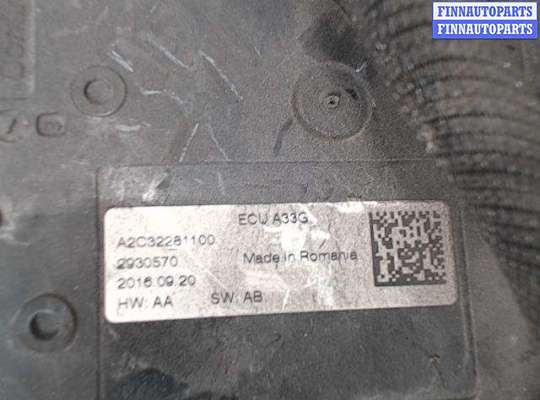 FINNAUTOPARTS
FINNAUTOPARTS
ECU A33G
A2C32281100
2930570 Made in Romania
2016.09.20
HW: AA SW: AB